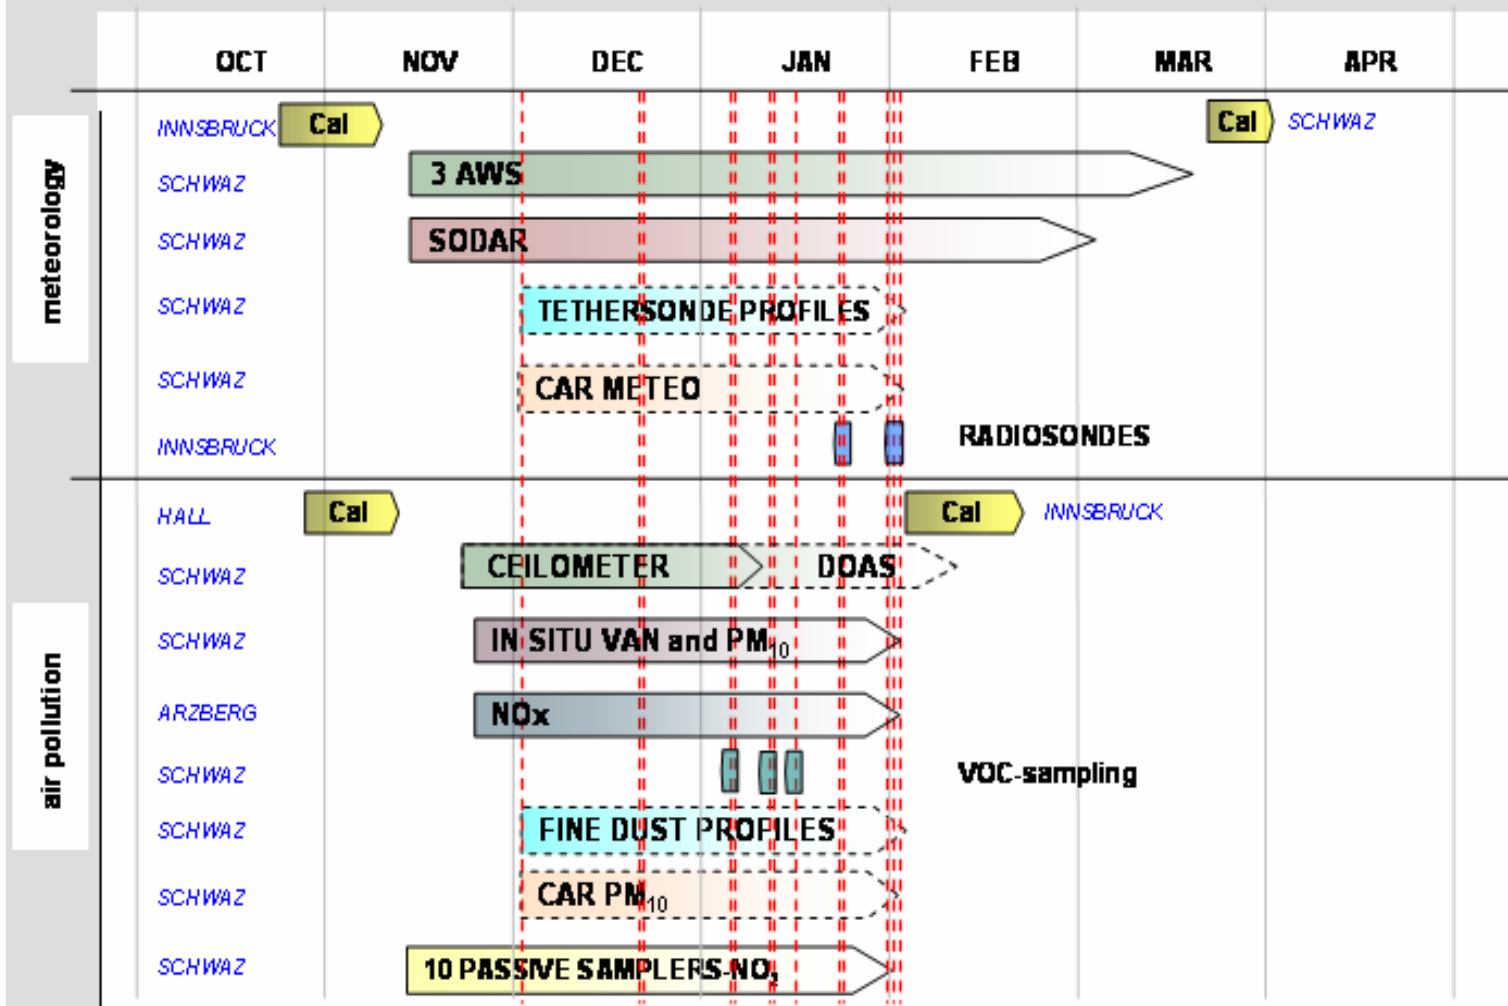 OCT NOV DEC JAN FEB MAR APR
meteorology
INNSBRUCK Cal Cal SCHWAZ
SCHWAZ 3 AWS
SCHWAZ SODAR
SCHWAZ TETHERSONDE PROFILES
SCHWAZ CAR METEO
INNSBRUCK RADIOSONDES
air pollution
HALL Cal Cal INNSBRUCK
SCHWAZ CEILOMETER DOAS
SCHWAZ IN SITU VAN and PM₁₀
ARZBERG NOx
SCHWAZ VOC-sampling
SCHWAZ FINE DUST PROFILES
SCHWAZ CAR PM₁₀
SCHWAZ 10 PASSIVE SAMPLERS-NO₂